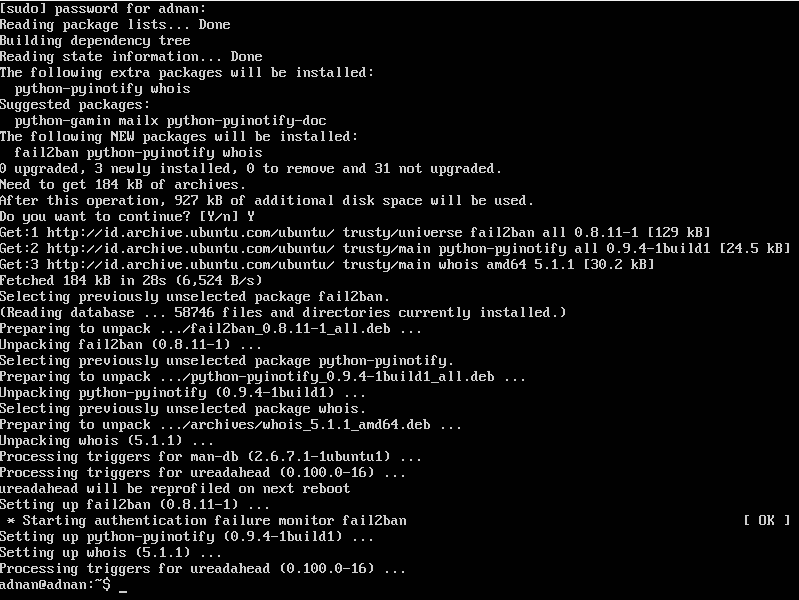 [sudo] password for adnan:
Reading package lists... Done
Building dependency tree
Reading state information... Done
The following extra packages will be installed:
  python-pyinotify whois
Suggested packages:
  python-gamin mailx python-pyinotify-doc
The following NEW packages will be installed:
  fail2ban python-pyinotify whois
0 upgraded, 3 newly installed, 0 to remove and 31 not upgraded.
Need to get 184 kB of archives.
After this operation, 927 kB of additional disk space will be used.
Do you want to continue? [Y/n] Y
Get:1 http://id.archive.ubuntu.com/ubuntu/ trusty/universe fail2ban all 0.8.11-1 [129 kB]
Get:2 http://id.archive.ubuntu.com/ubuntu/ trusty/main python-pyinotify all 0.9.4-1build1 [24.5 kB]
Get:3 http://id.archive.ubuntu.com/ubuntu/ trusty/main whois amd64 5.1.1 [30.2 kB]
Fetched 184 kB in 28s (6,524 B/s)
Selecting previously unselected package fail2ban.
(Reading database ... 58746 files and directories currently installed.)
Preparing to unpack .../fail2ban_0.8.11-1_all.deb ...
Unpacking fail2ban (0.8.11-1) ...
Selecting previously unselected package python-pyinotify.
Preparing to unpack .../python-pyinotify_0.9.4-1build1_all.deb ...
Unpacking python-pyinotify (0.9.4-1build1) ...
Selecting previously unselected package whois.
Preparing to unpack .../archives/whois_5.1.1_amd64.deb ...
Unpacking whois (5.1.1) ...
Processing triggers for man-db (2.6.7.1-1ubuntu1) ...
Processing triggers for ureadahead (0.100.0-16) ...
ureadahead will be reprofiled on next reboot
Setting up fail2ban (0.8.11-1) ...
 * Starting authentication failure monitor fail2ban [ OK ]
Setting up python-pyinotify (0.9.4-1build1) ...
Setting up whois (5.1.1) ...
Processing triggers for ureadahead (0.100.0-16) ...
adnan@adnan:~$ _